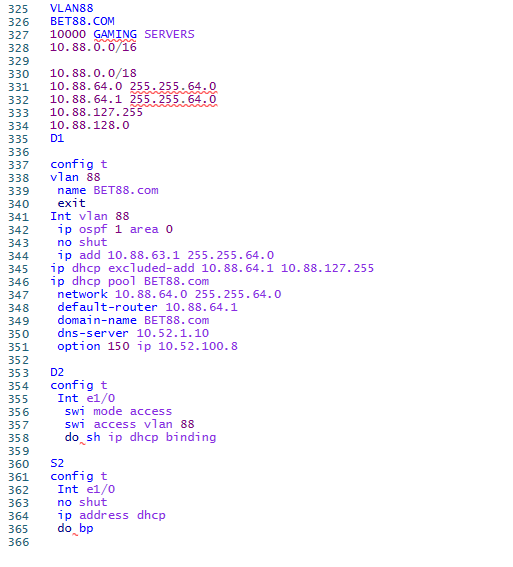 325 VLAN88
326 BET88.COM
327 10000 GAMING SERVERS
328 10.88.0.0/16
329
330 10.88.0.0/18
331 10.88.64.0 255.255.64.0
332 10.88.64.1 255.255.64.0
333 10.88.127.255
334 10.88.128.0
335 D1
336
337 config t
338 vlan 88
339 name BET88.com
340 exit
341 Int vlan 88
342 ip ospf 1 area 0
343 no shut
344 ip add 10.88.63.1 255.255.64.0
345 ip dhcp excluded-add 10.88.64.1 10.88.127.255
346 ip dhcp pool BET88.com
347 network 10.88.64.0 255.255.64.0
348 default-router 10.88.64.1
349 domain-name BET88.com
350 dns-server 10.52.1.10
351 option 150 ip 10.52.100.8
352
353 D2
354 config t
355 Int e1/0
356 swi mode access
357 swi access vlan 88
358 do sh ip dhcp binding
359
360 S2
361 config t
362 Int e1/0
363 no shut
364 ip address dhcp
365 do bp
366